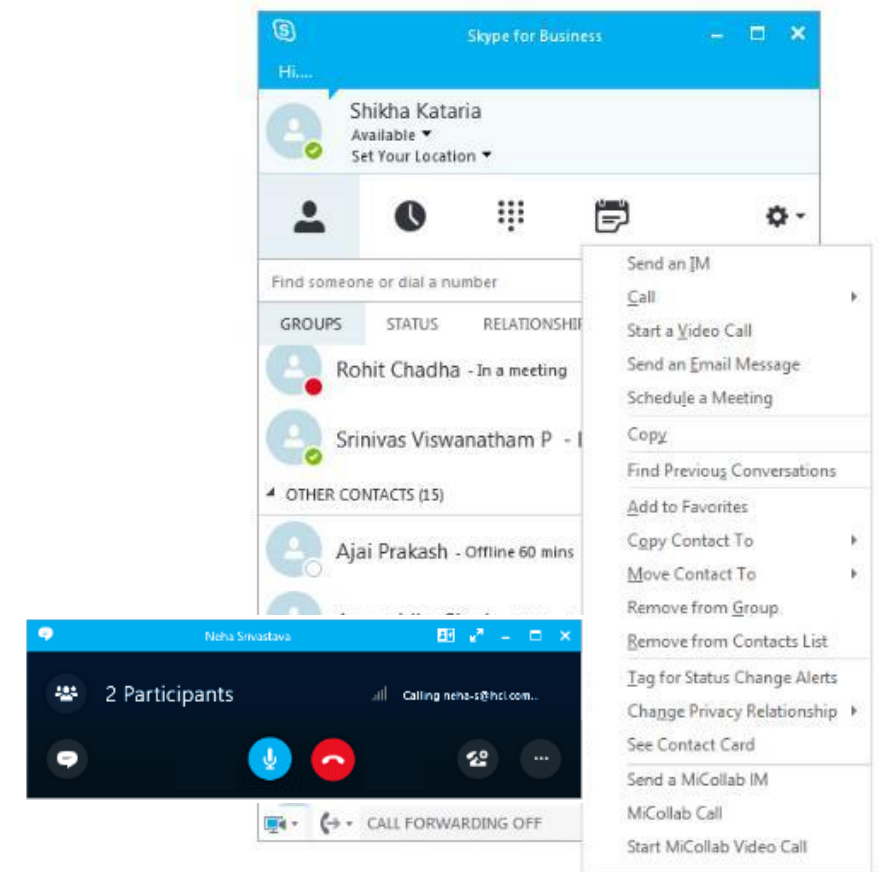 Skype for Business
Hi....
Shikha Kataria
Available
Set Your Location
Find someone or dial a number
GROUPS STATUS RELATIONSHIP
Rohit Chadha - In a meeting
Srinivas Viswanatham P -
OTHER CONTACTS (15)
Ajai Prakash - Offline 60 mins
Neha Srivastava
2 Participants
Calling neha-s@hcl.com...
CALL FORWARDING OFF
Send an IM
Call
Start a Video Call
Send an Email Message
Schedule a Meeting
Copy
Find Previous Conversations
Add to Favorites
Copy Contact To
Move Contact To
Remove from Group
Remove from Contacts List
Tag for Status Change Alerts
Change Privacy Relationship
See Contact Card
Send a MiCollab IM
MiCollab Call
Start MiCollab Video Call